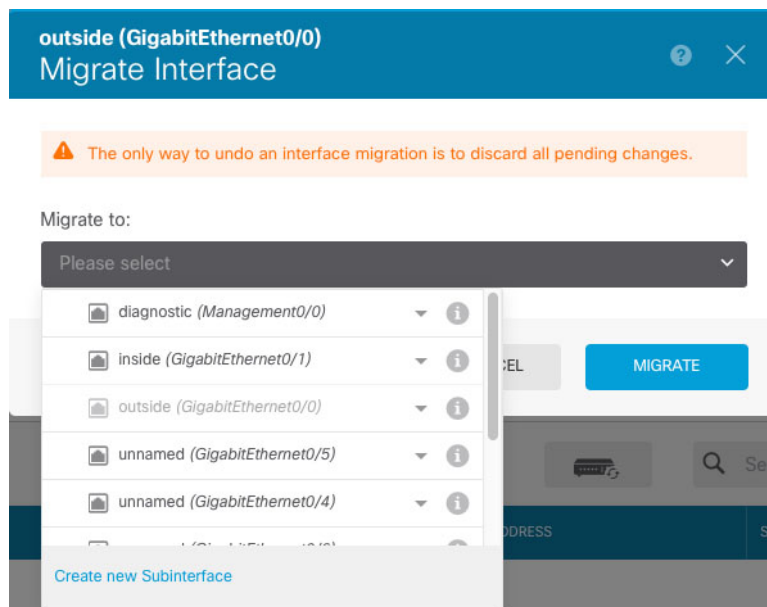 outside (GigabitEthernet0/0)
Migrate Interface
The only way to undo an interface migration is to discard all pending changes.
Migrate to:
Please select
diagnostic (Management0/0)
inside (GigabitEthernet0/1)
outside (GigabitEthernet0/0)
unnamed (GigabitEthernet0/5)
unnamed (GigabitEthernet0/4)
MIGRATE
Create new Subinterface